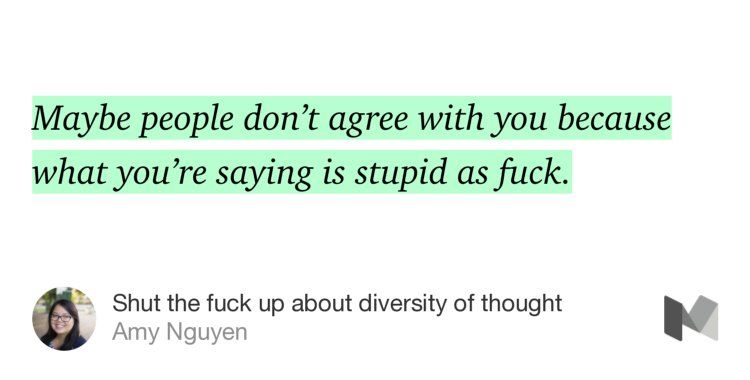 Maybe people don’t agree with you because
what you’re saying is stupid as fuck.
Shut the fuck up about diversity of thought
Amy Nguyen